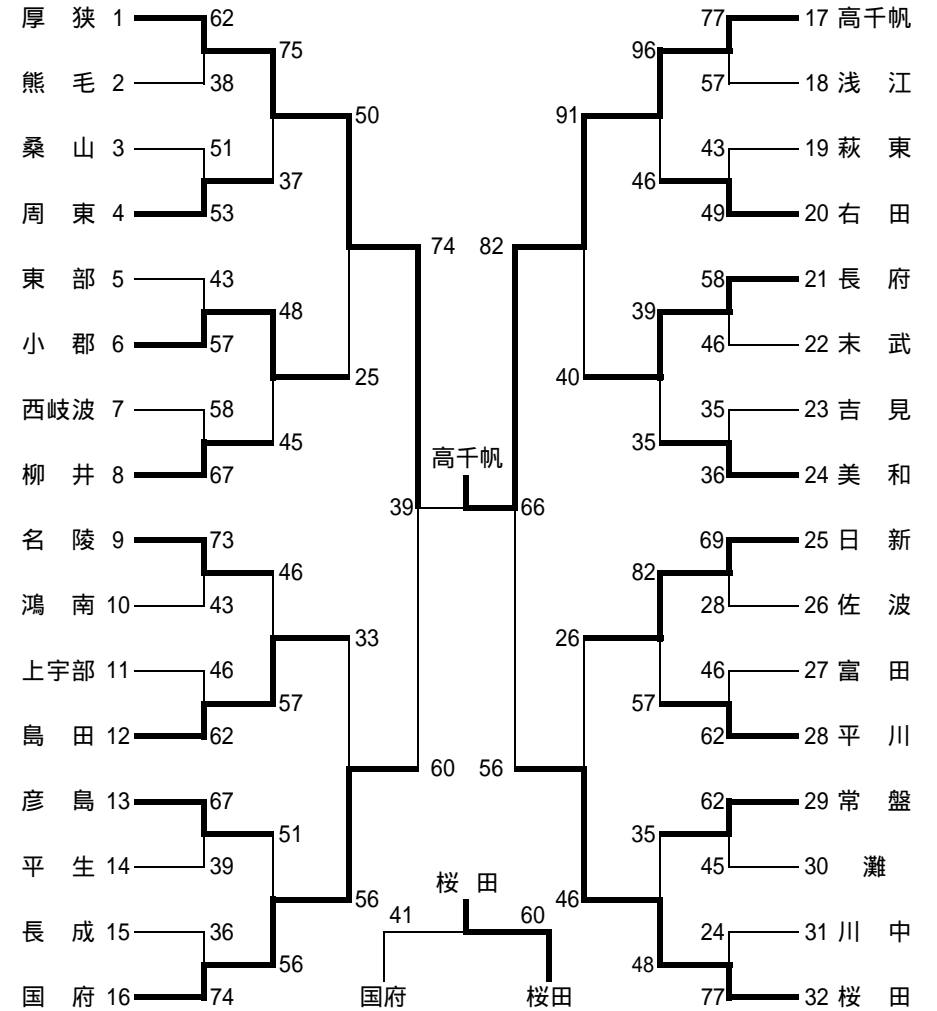 厚 狭 1 62 77 17 高千帆
75 96
熊 毛 2 38 57 18 浅 江
50 91
桑 山 3 51 43 19 萩 東
37 46
周 東 4 53 49 20 右 田
74 82
東 部 5 43 58 21 長 府
48 39
小 郡 6 57 46 22 末 武
25 40
西岐波 7 58 35 23 吉 見
45 35
高千帆
柳 井 8 67 36 24 美 和
39 66
名 陵 9 73 69 25 日 新
46 82
鴻 南 10 43 28 26 佐 波
33 26
上宇部 11 46 46 27 富 田
57 57
島 田 12 62 62 28 平 川
60 56
彦 島 13 67 62 29 常 盤
51 35
平 生 14 39 45 30 灘
桜 田
56 46
41 60
長 成 15 36 24 31 川 中
56 48
国 府 16 74 国府 桜田 77 32 桜 田